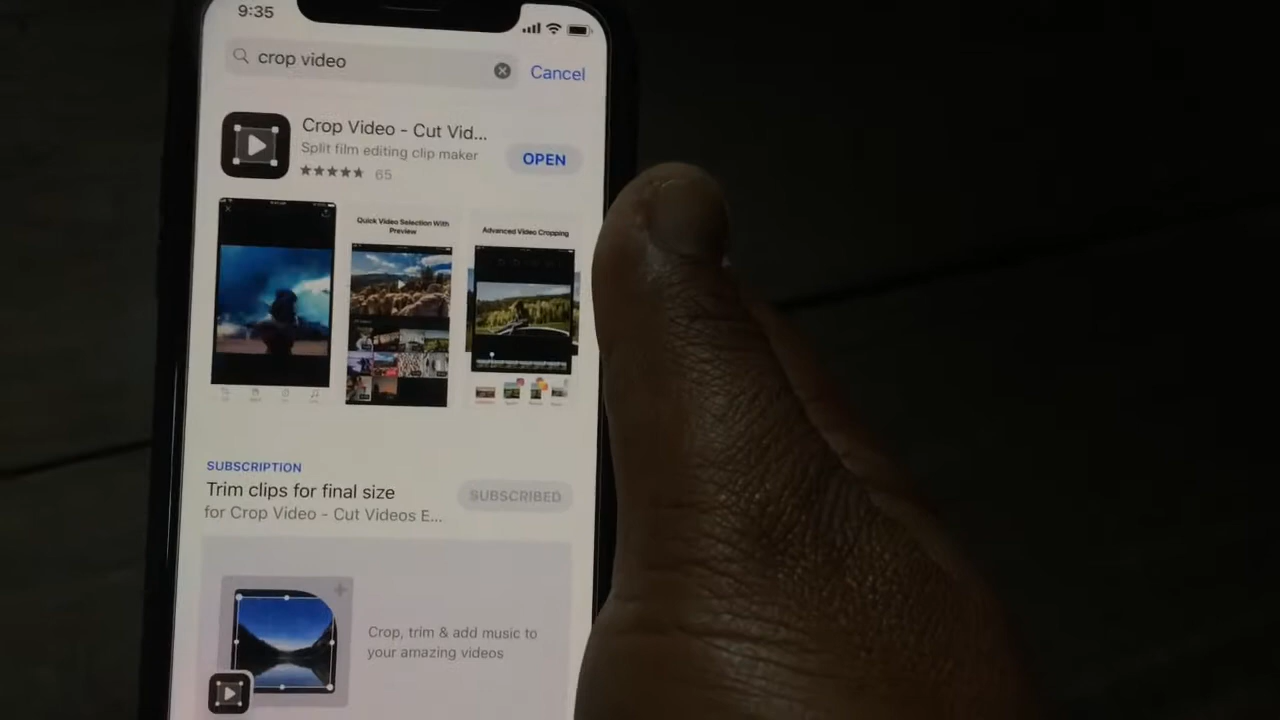 9:35
crop video
Cancel
Crop Video - Cut Vid...
Split film editing clip maker
OPEN
65
Quick Video Selection With
Preview
Advanced Video Cropping
SUBSCRIPTION
Trim clips for final size
for Crop Video - Cut Videos E...
SUBSCRIBED
Crop, trim & add music to
your amazing videos